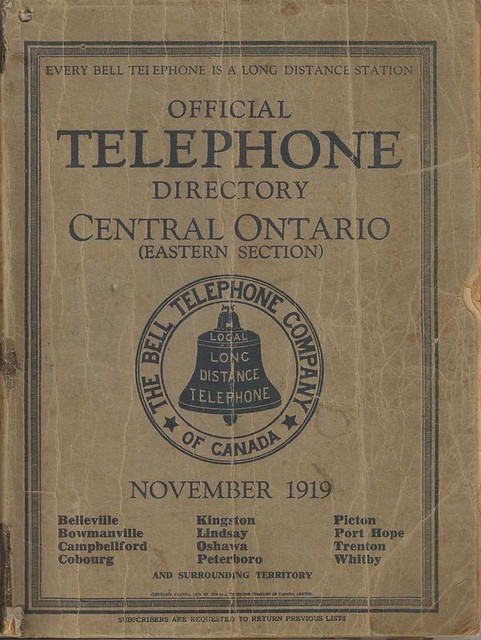 EVERY BELL TELEPHONE IS A LONG DISTANCE STATION
OFFICIAL
TELEPHONE
DIRECTORY
CENTRAL ONTARIO
(EASTERN SECTION)
THE BELL TELEPHONE COMPANY
OF CANADA
LOCAL
LONG
DISTANCE
TELEPHONE
NOVEMBER 1919
Belleville Kingston Picton
Bowmanville Lindsay Port Hope
Campbellford Oshawa Trenton
Cobourg Peterboro Whitby
AND SURROUNDING TERRITORY
SUBSCRIBERS ARE REQUESTED TO RETURN PREVIOUS LISTS